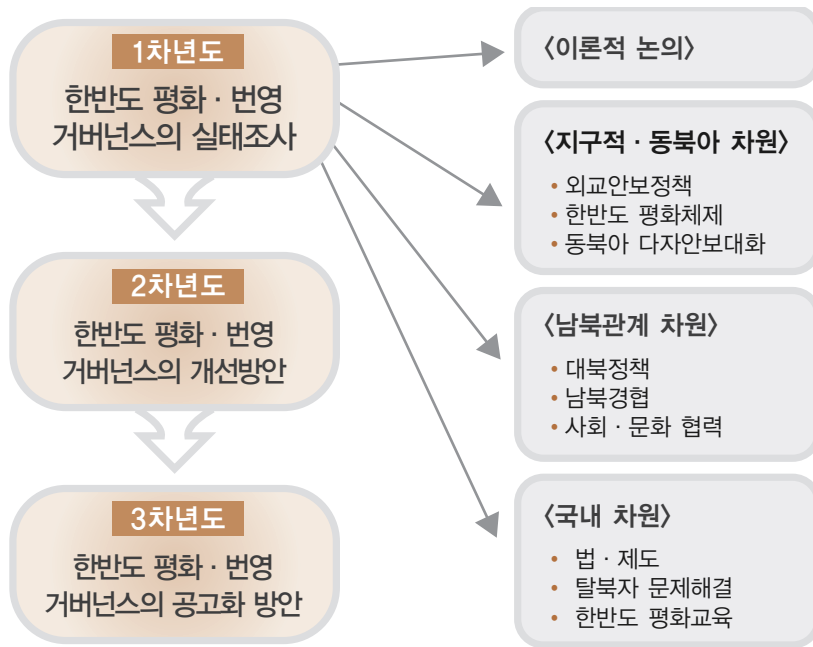 1차년도
한반도 평화 · 번영
거버넌스의 실태조사
2차년도
한반도 평화 · 번영
거버넌스의 개선방안
3차년도
한반도 평화 · 번영
거버넌스의 공고화 방안
〈이론적 논의〉
〈지구적 · 동북아 차원〉
• 외교안보정책
• 한반도 평화체제
• 동북아 다자안보대화
〈남북관계 차원〉
• 대북정책
• 남북경협
• 사회 · 문화 협력
〈국내 차원〉
• 법 · 제도
• 탈북자 문제해결
• 한반도 평화교육